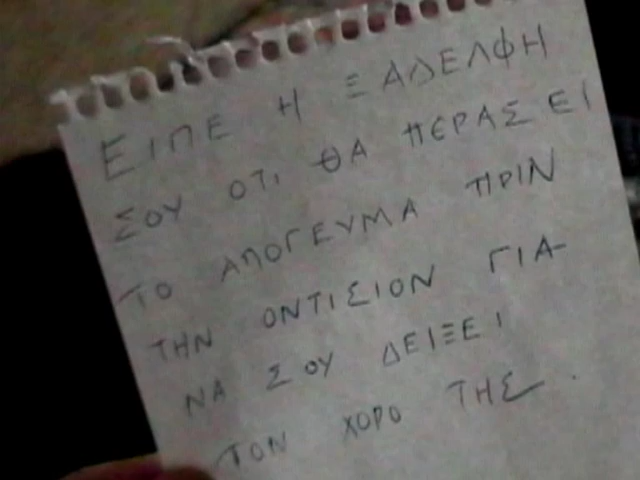 ΕΙΠΕ Η ΞΑΔΕΛΦΗ
ΣΟΥ ΟΤΙ ΘΑ ΠΕΡΑΣΕΙ
ΤΟ ΑΠΟΓΕΥΜΑ ΠΡΙΝ
ΤΗΝ ΟΝΤΙΣΙΟΝ ΓΙΑ
ΝΑ ΣΟΥ ΔΕΙΞΕΙ
ΤΟΝ ΧΟΡΟ ΤΗΣ.